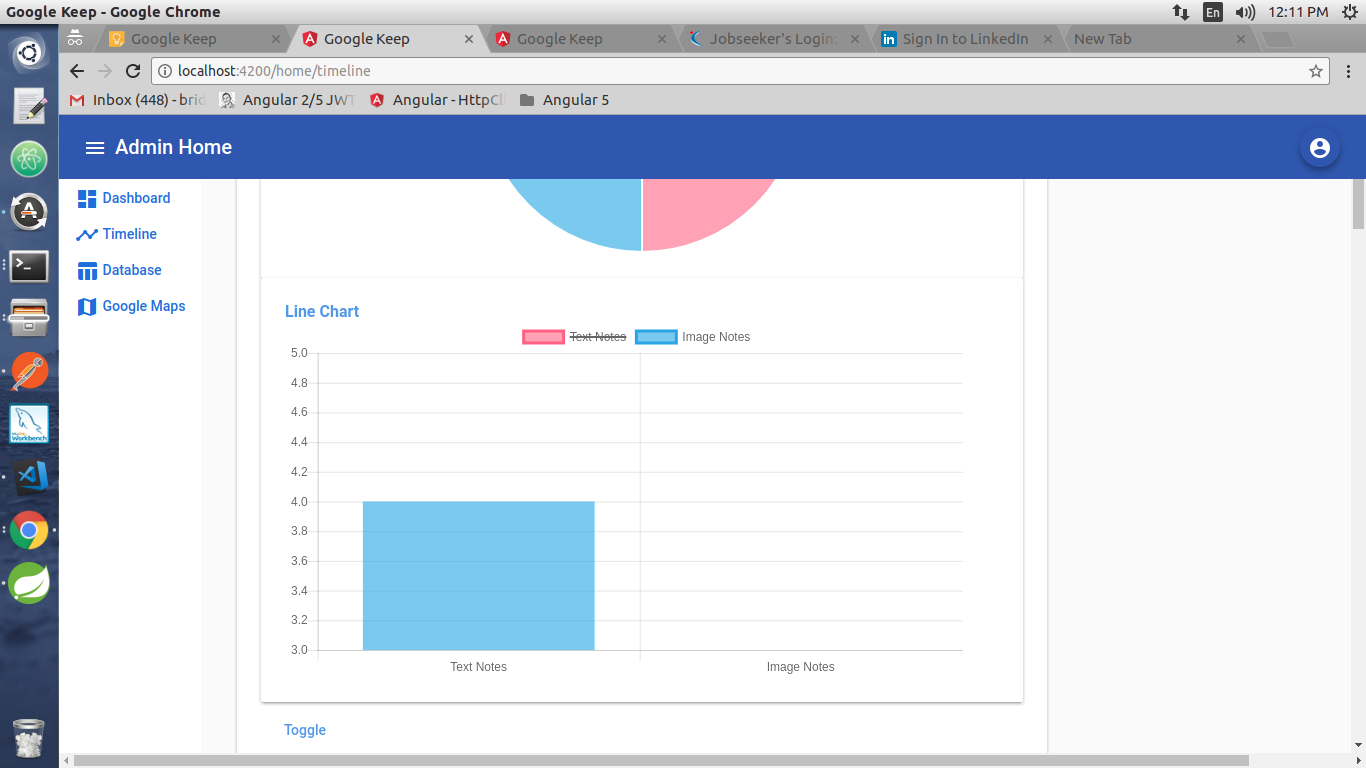 Google Keep - Google Chrome
En
12:11 PM
Google Keep
Google Keep
Google Keep
Jobseeker's Login:
Sign In to LinkedIn
New Tab
localhost:4200/home/timeline
Inbox (448) - brid
Angular 2/5 JWT
Angular - HttpCli
Angular 5
Admin Home
Dashboard
Timeline
Database
Google Maps
Line Chart
Text Notes
Image Notes
5.0
4.8
4.6
4.4
4.2
4.0
3.8
3.6
3.4
3.2
3.0
Text Notes
Image Notes
Toggle
Workbench